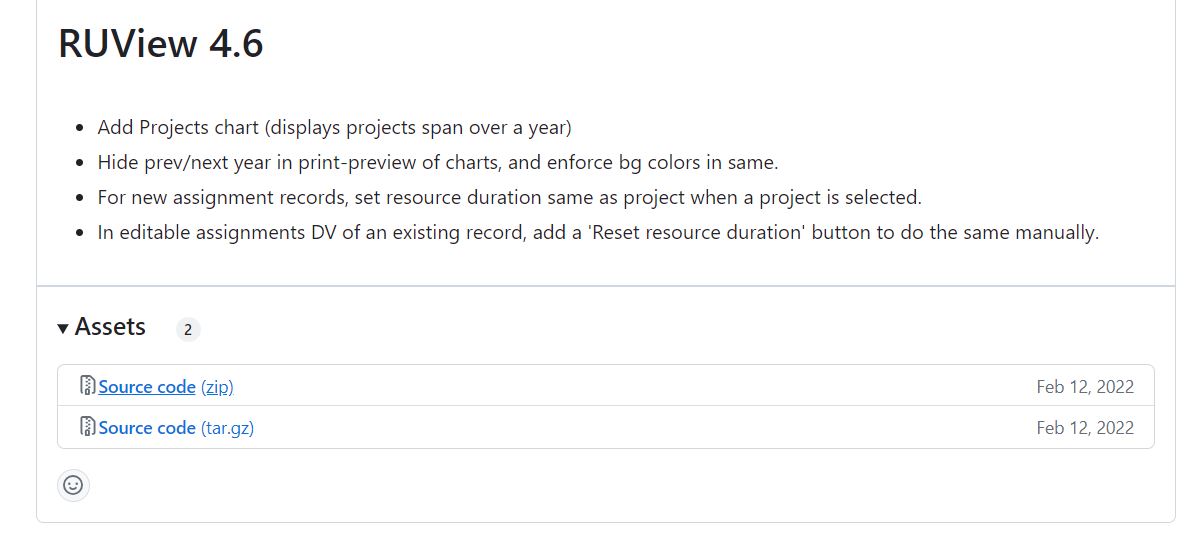 RUView 4.6
• Add Projects chart (displays projects span over a year)
• Hide prev/next year in print-preview of charts, and enforce bg colors in same.
• For new assignment records, set resource duration same as project when a project is selected.
• In editable assignments DV of an existing record, add a 'Reset resource duration' button to do the same manually.
Assets 2
Source code (zip) Feb 12, 2022
Source code (tar.gz) Feb 12, 2022